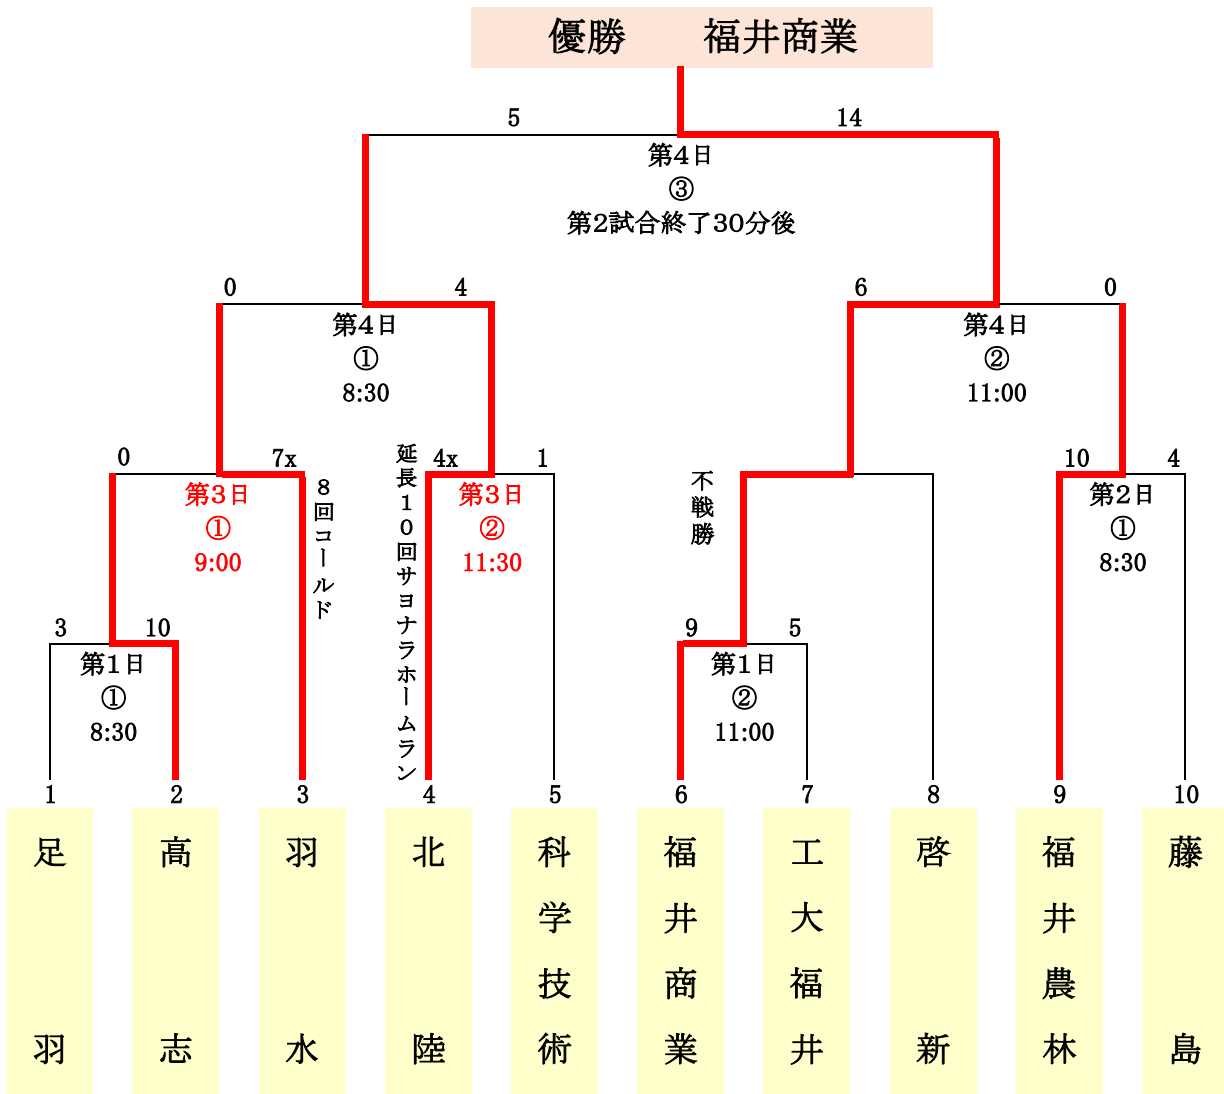 優勝　福井商業
5　14
第4日
③
第2試合終了30分後
0　4　6　0
第4日
①
8:30
第4日
②
11:00
0　7x　4x　1　10　4
第3日
①
9:00
8回コールド
延長10回サヨナラホームラン
第3日
②
11:30
不戦勝
第2日
①
8:30
3　10　9　5
第1日
①
8:30
第1日
②
11:00
1　2　3　4　5　6　7　8　9　10
足羽
高志
羽水
北陸
科学技術
福井商業
工大福井
啓新
福井農林
藤島